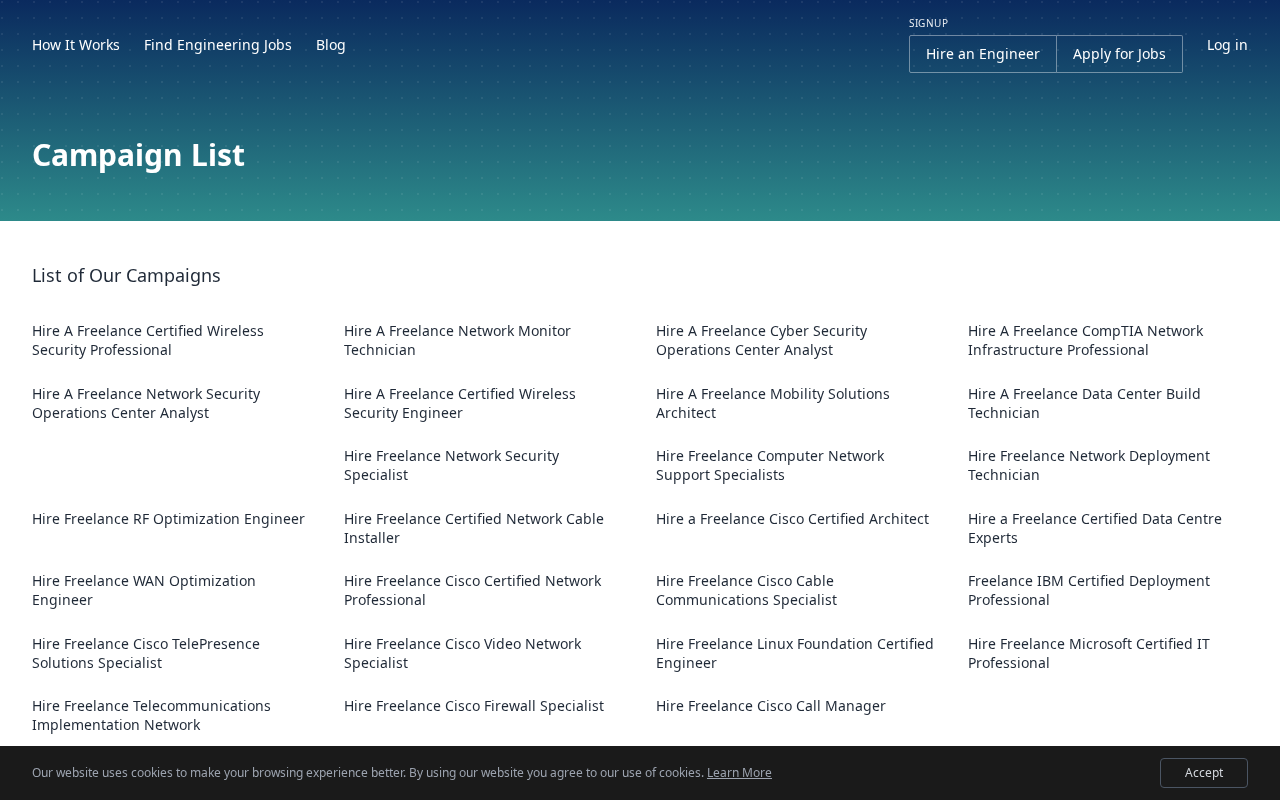 How It Works
Find Engineering Jobs
Blog
SIGNUP
Hire an Engineer
Apply for Jobs
Log in
Campaign List
List of Our Campaigns
Hire A Freelance Certified Wireless
Security Professional
Hire A Freelance Network Monitor
Technician
Hire A Freelance Cyber Security
Operations Center Analyst
Hire A Freelance CompTIA Network
Infrastructure Professional
Hire A Freelance Network Security
Operations Center Analyst
Hire A Freelance Certified Wireless
Security Engineer
Hire A Freelance Mobility Solutions
Architect
Hire A Freelance Data Center Build
Technician
Hire Freelance Network Security
Specialist
Hire Freelance Computer Network
Support Specialists
Hire Freelance Network Deployment
Technician
Hire Freelance RF Optimization Engineer
Hire Freelance Certified Network Cable
Installer
Hire a Freelance Cisco Certified Architect
Hire a Freelance Certified Data Centre
Experts
Hire Freelance WAN Optimization
Engineer
Hire Freelance Cisco Certified Network
Professional
Hire Freelance Cisco Cable
Communications Specialist
Freelance IBM Certified Deployment
Professional
Hire Freelance Cisco TelePresence
Solutions Specialist
Hire Freelance Cisco Video Network
Specialist
Hire Freelance Linux Foundation Certified
Engineer
Hire Freelance Microsoft Certified IT
Professional
Hire Freelance Telecommunications
Implementation Network
Hire Freelance Cisco Firewall Specialist
Hire Freelance Cisco Call Manager
Our website uses cookies to make your browsing experience better. By using our website you agree to our use of cookies. Learn More
Accept